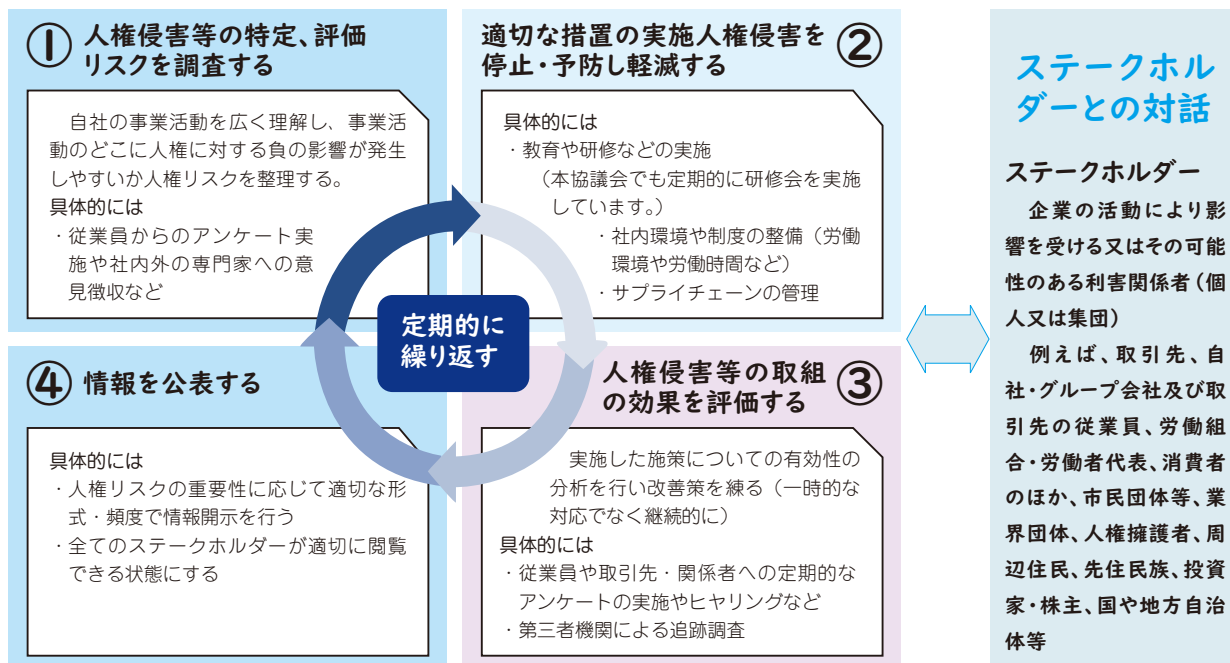 ① 人権侵害等の特定、評価
リスクを調査する
自社の事業活動を広く理解し、事業活
動のどこに人権に対する負の影響が発生
しやすいか人権リスクを整理する。
具体的には
・従業員からのアンケート実
施や社内外の専門家への意
見徴収など
適切な措置の実施人権侵害を ②
停止・予防し軽減する
具体的には
・教育や研修などの実施
（本協議会でも定期的に研修会を実施
しています。）
・社内環境や制度の整備（労働
環境や労働時間など）
・サプライチェーンの管理
定期的に
繰り返す
人権侵害等の取組 ③
の効果を評価する
実施した施策についての有効性の
分析を行い改善策を練る（一時的な
対応でなく継続的に）
具体的には
・従業員や取引先・関係者への定期的な
アンケートの実施やヒヤリングなど
・第三者機関による追跡調査
④ 情報を公表する
具体的には
・人権リスクの重要性に応じて適切な形
式・頻度で情報開示を行う
・全てのステークホルダーが適切に閲覧
できる状態にする
ステークホル
ダーとの対話
ステークホルダー
企業の活動により影
響を受ける又はその可能
性のある利害関係者（個
人又は集団）
例えば、取引先、自
社・グループ会社及び取
引先の従業員、労働組
合・労働者代表、消費者
のほか、市民団体等、業
界団体、人権擁護者、周
辺住民、先住民族、投資
家・株主、国や地方自治
体等